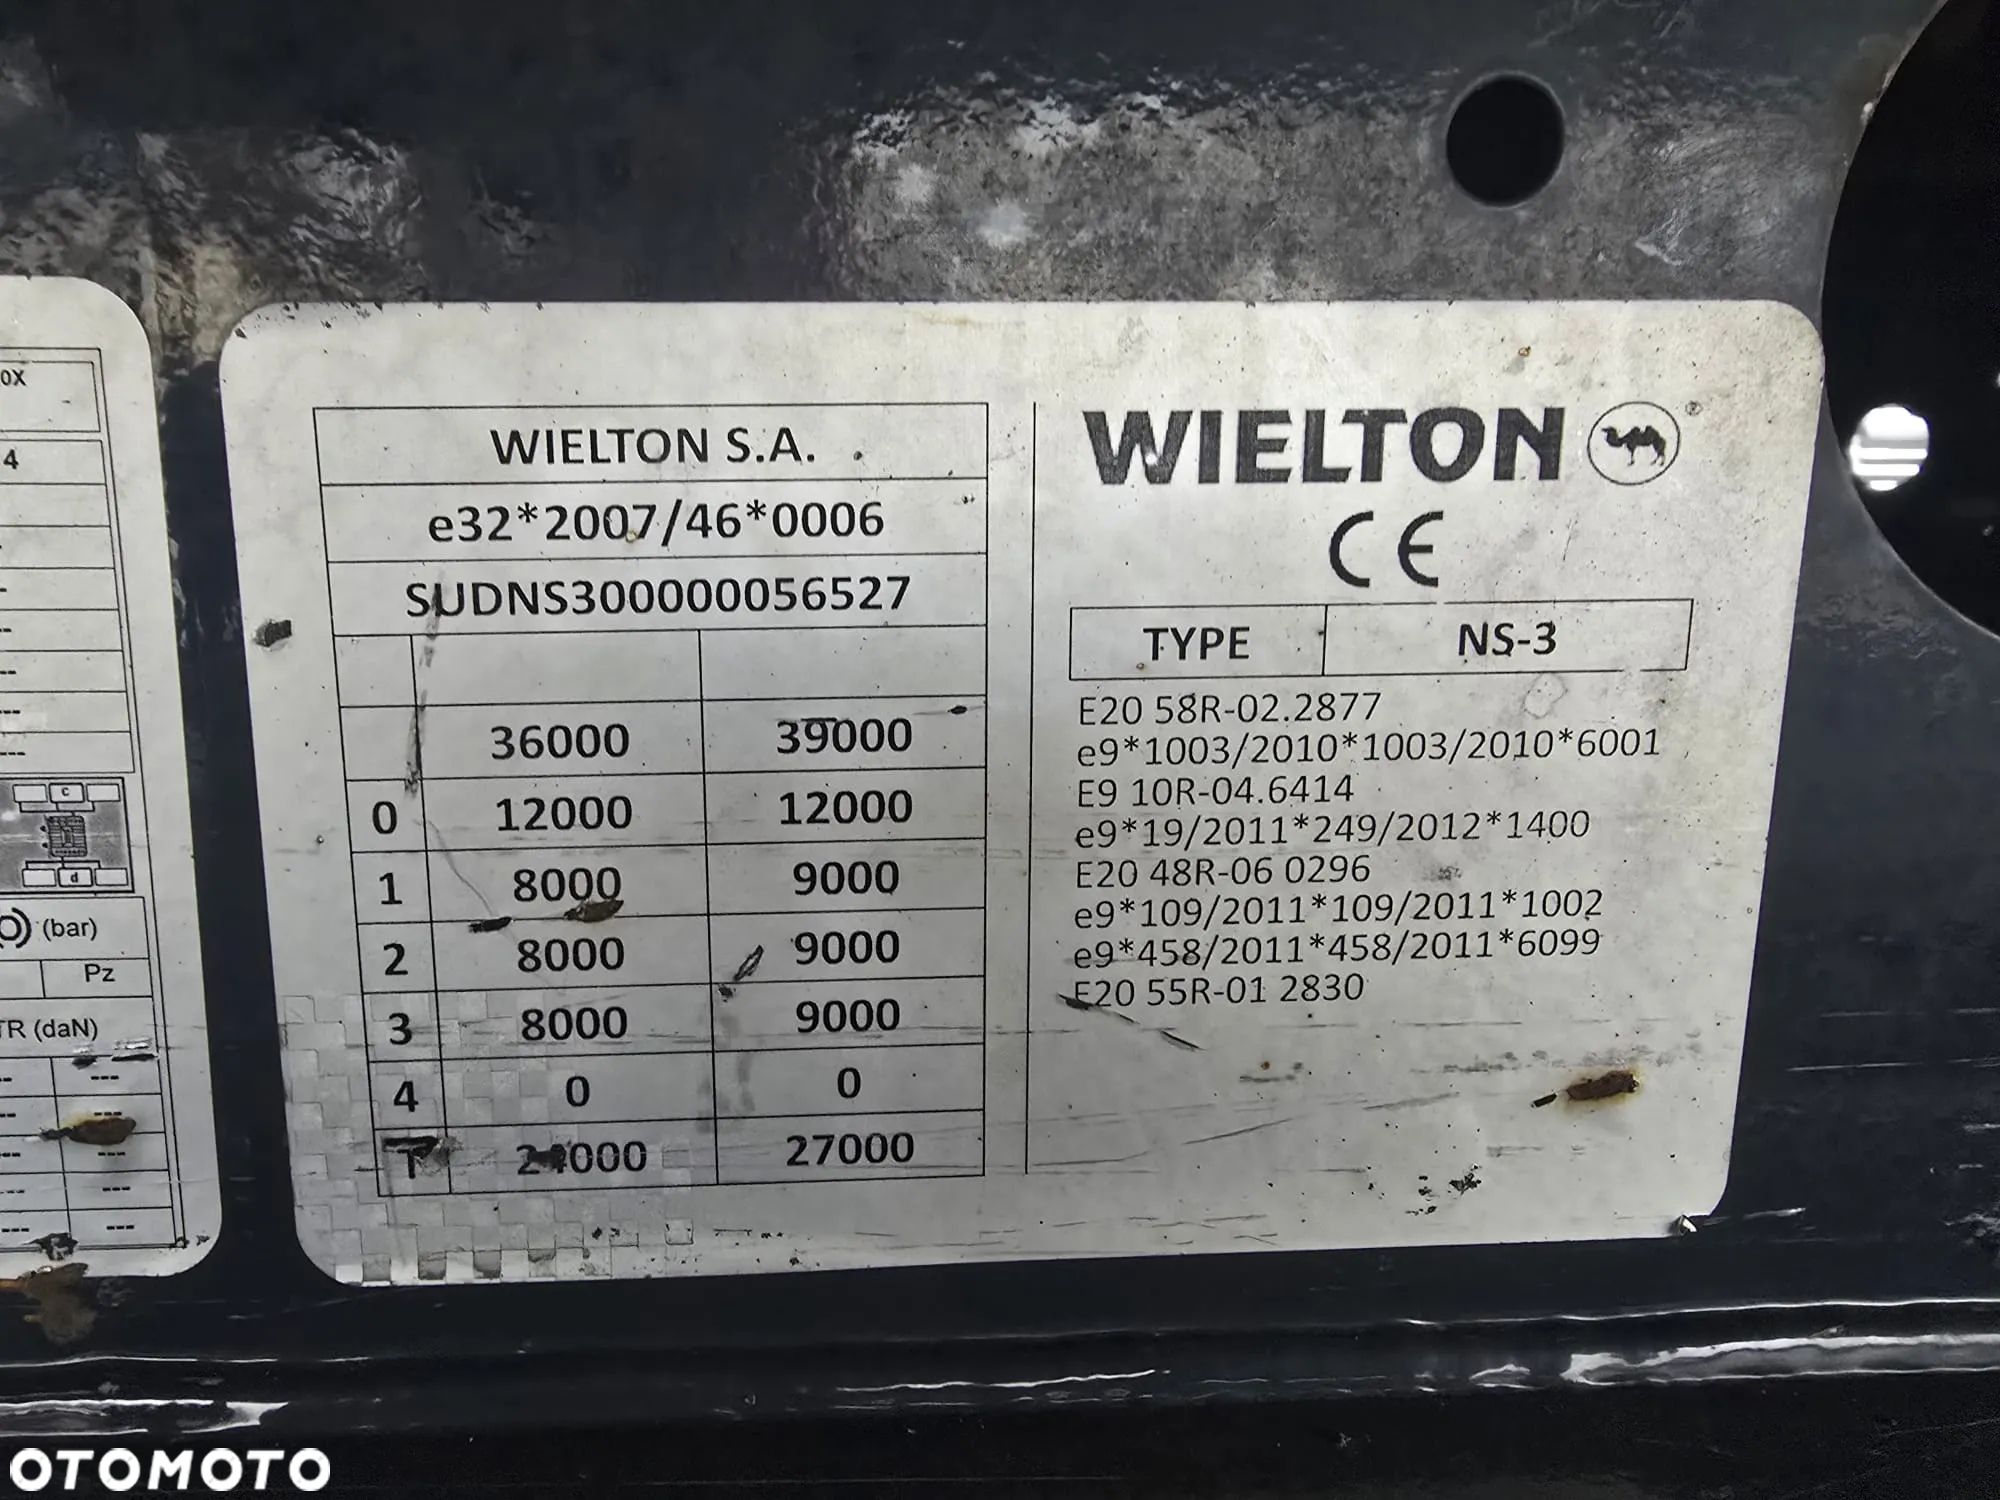 0X
4
(bar)
Pz
TR (daN)
WIELTON S.A.
e32*2007/46*0006
SUDNS300000056527
36000 39000
0 12000 12000
1 8000 9000
2 8000 9000
3 8000 9000
4 0 0
T 24000 27000
WIELTON ®
CE
TYPE NS-3
E20 58R-02.2877
e9*1003/2010*1003/2010*6001
E9 10R-04.6414
e9*19/2011*249/2012*1400
E20 48R-06 0296
e9*109/2011*109/2011*1002
e9*458/2011*458/2011*6099
E20 55R-01 2830
c
d
OTOMOTO